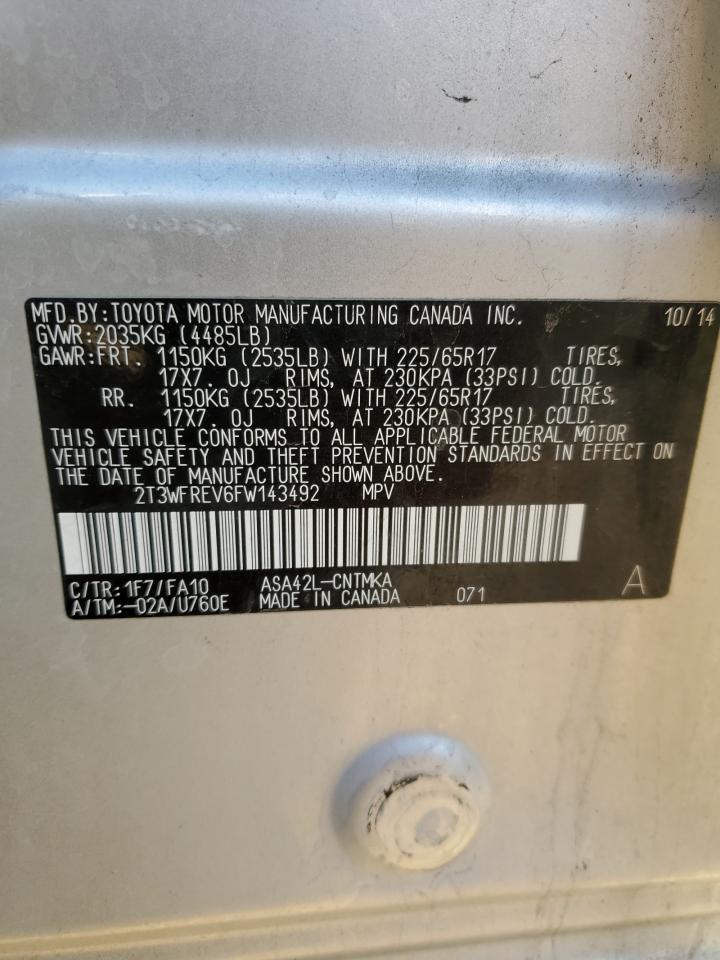 MFD.BY:TOYOTA MOTOR MANUFACTURING CANADA INC. 10/14
GVWR:2035KG (4485LB)
GAWR:FRT. 1150KG (2535LB) WITH 225/65R17 TIRES,
17X7. 0J RIMS, AT 230KPA (33PSI) COLD.
RR. 1150KG (2535LB) WITH 225/65R17 TIRES,
17X7. 0J RIMS, AT 230KPA (33PSI) COLD.
THIS VEHICLE CONFORMS TO ALL APPLICABLE FEDERAL MOTOR
VEHICLE SAFETY AND THEFT PREVENTION STANDARDS IN EFFECT ON
THE DATE OF MANUFACTURE SHOWN ABOVE.
2T3WFREV6FW143492 MPV
C/TR:1F7/FA10 ASA42L-CNTMKA
A/TM:-02A/U760E MADE IN CANADA 071 A